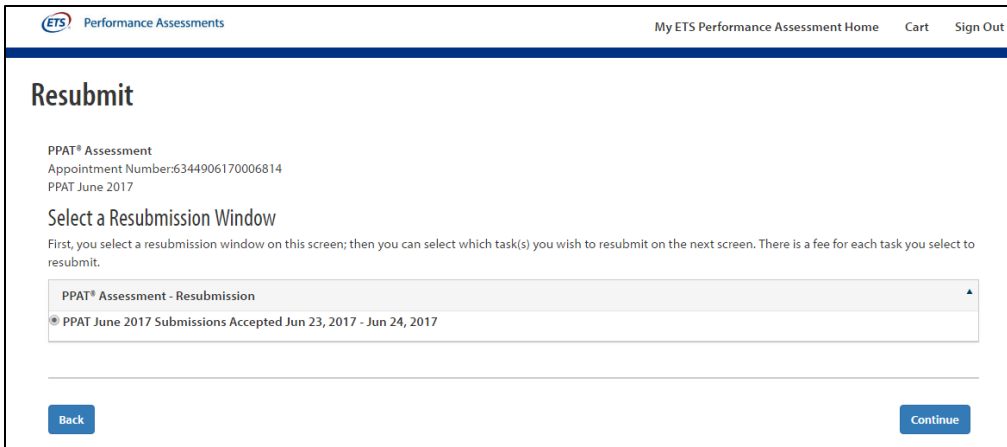 ETS Performance Assessments
My ETS Performance Assessment Home Cart Sign Out
Resubmit
PPAT® Assessment
Appointment Number:6344906170006814
PPAT June 2017
Select a Resubmission Window
First, you select a resubmission window on this screen; then you can select which task(s) you wish to resubmit on the next screen. There is a fee for each task you select to
resubmit.
PPAT® Assessment - Resubmission
PPAT June 2017 Submissions Accepted Jun 23, 2017 - Jun 24, 2017
Back
Continue